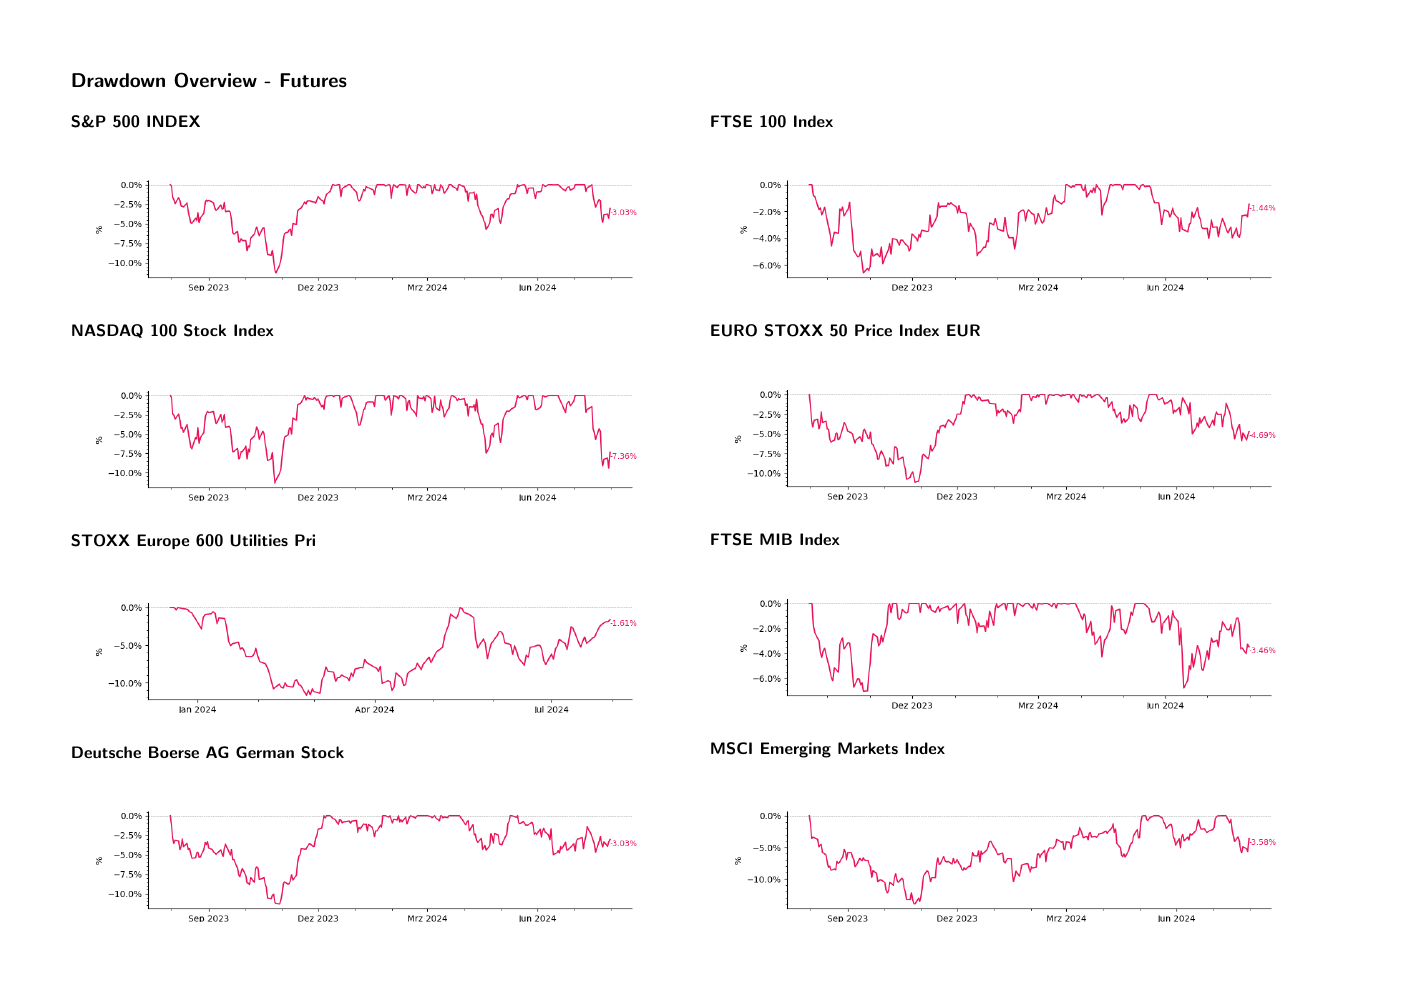 Drawdown Overview - Futures
S&P 500 INDEX
0.0%
−2.5%
−5.0%
−7.5%
−10.0%
%
-3.03%
Sep 2023 Dez 2023 Mrz 2024 Jun 2024
FTSE 100 Index
0.0%
−2.0%
−4.0%
−6.0%
%
-1.44%
Dez 2023 Mrz 2024 Jun 2024
NASDAQ 100 Stock Index
0.0%
−2.5%
−5.0%
−7.5%
−10.0%
%
-7.36%
Sep 2023 Dez 2023 Mrz 2024 Jun 2024
EURO STOXX 50 Price Index EUR
0.0%
−2.5%
−5.0%
−7.5%
−10.0%
%
-4.69%
Sep 2023 Dez 2023 Mrz 2024 Jun 2024
STOXX Europe 600 Utilities Pri
0.0%
−5.0%
−10.0%
%
-1.61%
Jan 2024 Apr 2024 Jul 2024
FTSE MIB Index
0.0%
−2.0%
−4.0%
−6.0%
%
-3.46%
Dez 2023 Mrz 2024 Jun 2024
Deutsche Boerse AG German Stock
0.0%
−2.5%
−5.0%
−7.5%
−10.0%
%
-3.03%
Sep 2023 Dez 2023 Mrz 2024 Jun 2024
MSCI Emerging Markets Index
0.0%
−5.0%
−10.0%
%
-3.58%
Sep 2023 Dez 2023 Mrz 2024 Jun 2024